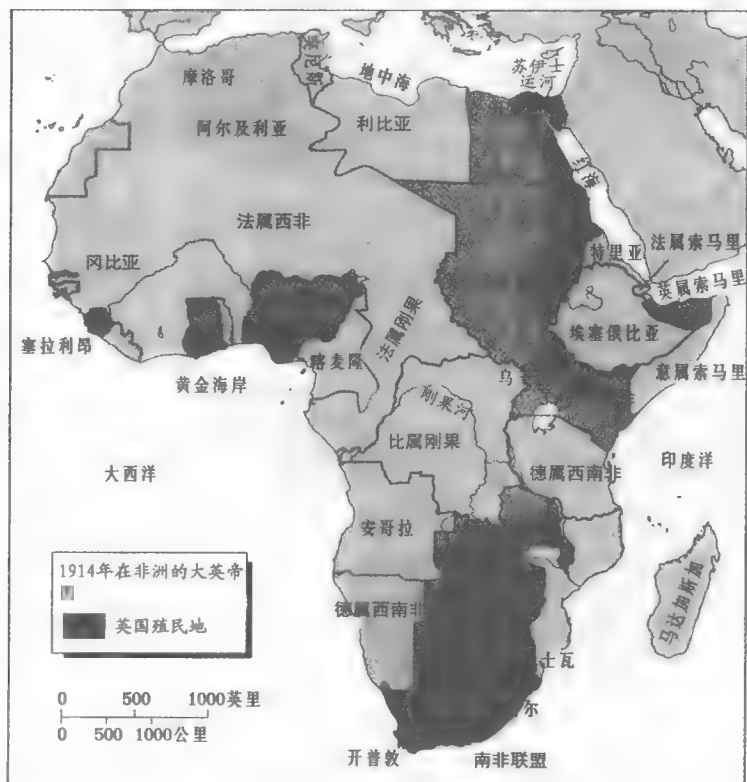 突尼斯
地中海
苏伊士
运河
摩洛哥
阿尔及利亚
利比亚
红海
法属西非
特里亚
法属索马里
冈比亚
英属索马里
埃塞俄比亚
塞拉利昂
黄金海岸
喀麦隆
法属刚果
乌
意属索马里
刚果河
比属刚果
大西洋
德属西南非
印度洋
安哥拉
1914年在非洲的大英帝
英国殖民地
德属西南非
马达加斯加
士瓦
尔
0 500 1000英里
0 500 1000公里
开普敦
南非联盟